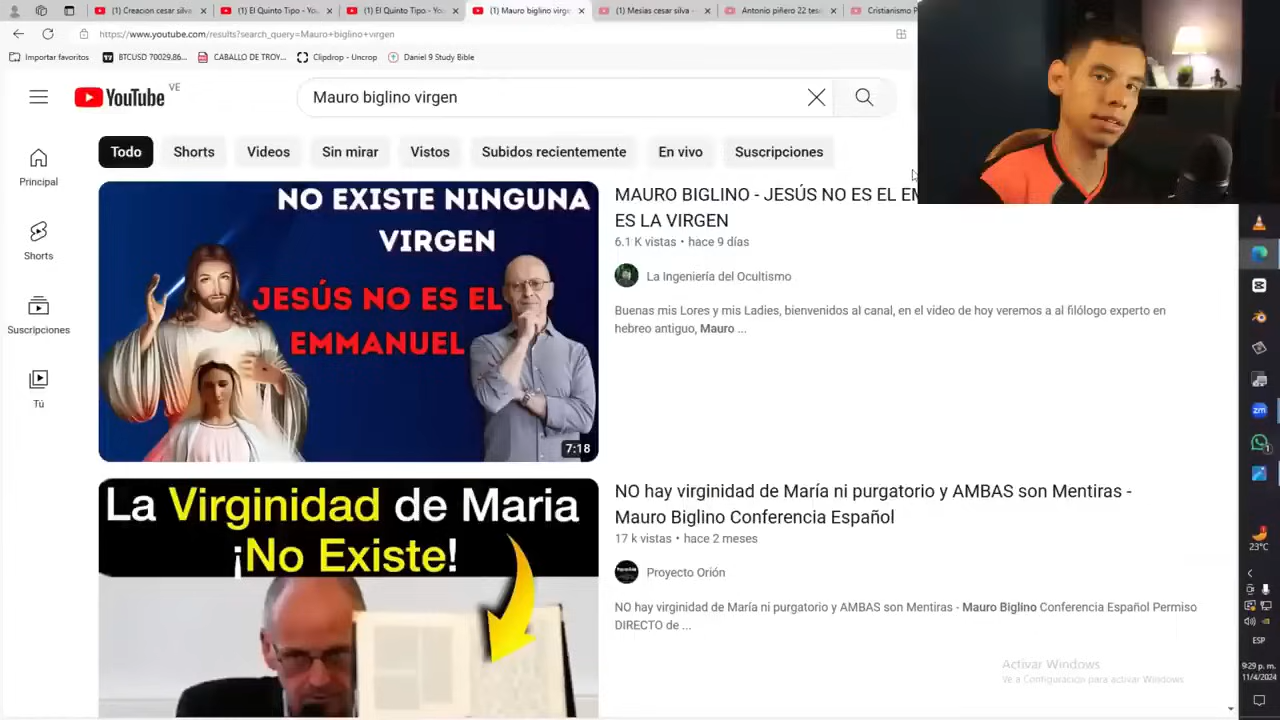 (1) Creacion cesar silva -
(1) El Quinto Tipo - You
(1) El Quinto Tipo - You
(1) Mauro biglino virge
(1) Mesias cesar silva -
Antonio piñero 22 tes
Cristianismo P
https://www.youtube.com/results?search_query=Mauro+biglino+virgen
Importar favoritos
BTCUSD 70029.86...
CABALLO DE TROY...
Clipdrop - Uncrop
Daniel 9 Study Bible
YouTube
VE
Mauro biglino virgen
Todo
Shorts
Videos
Sin mirar
Vistos
Subidos recientemente
En vivo
Suscripciones
Principal
Shorts
Suscripciones
Tú
NO EXISTE NINGUNA
VIRGEN
JESÚS NO ES EL
EMMANUEL
7:18
MAURO BIGLINO - JESÚS NO ES EL EM
ES LA VIRGEN
6.1 K vistas • hace 9 días
La Ingeniería del Ocultismo
Buenas mis Lores y mis Ladies, bienvenidos al canal, en el video de hoy veremos a al filólogo experto en
hebreo antiguo, Mauro ...
La Virginidad de Maria
¡No Existe!
NO hay virginidad de María ni purgatorio y AMBAS son Mentiras -
Mauro Biglino Conferencia Español
17 k vistas • hace 2 meses
Proyecto Orión
NO hay virginidad de María ni purgatorio y AMBAS son Mentiras - Mauro Biglino Conferencia Español Permiso
DIRECTO de ...
Activar Windows
Ve a Configuración para activar Windows
zm
23°C
ESP
9:29 p. m.
11/4/2024